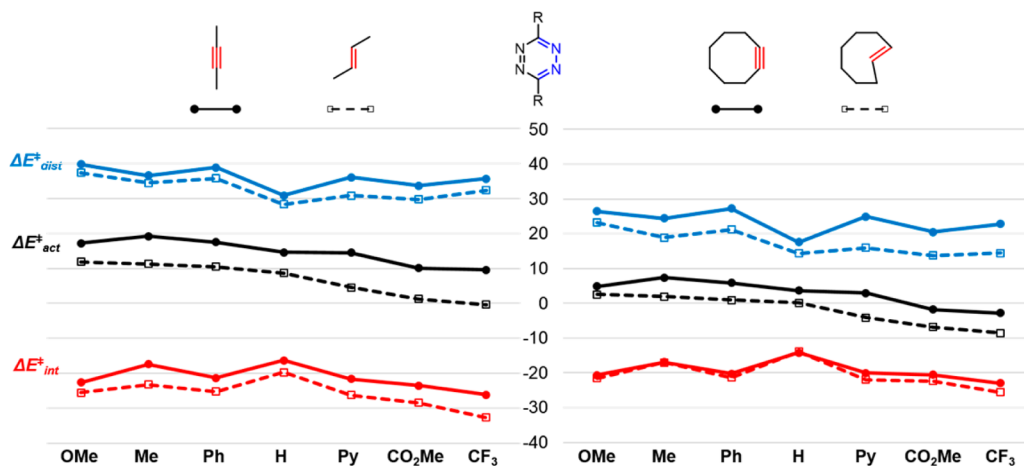 R
N N
N N
R
50
40
30
20
10
0
-10
-20
-30
-40
ΔE‡dist
ΔE‡act
ΔE‡int
OMe Me Ph H Py CO₂Me CF₃
OMe Me Ph H Py CO₂Me CF₃